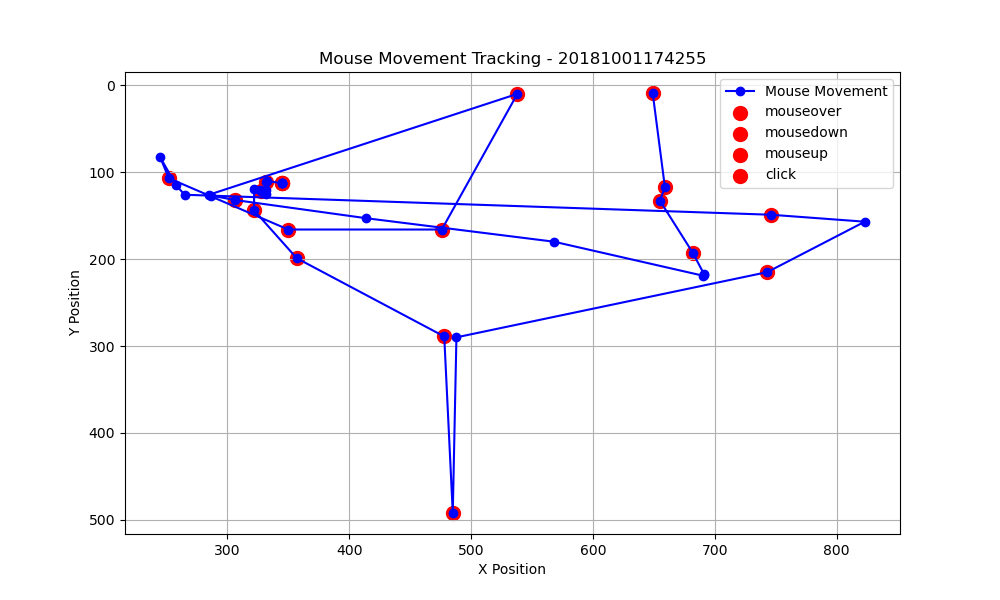 Mouse Movement Tracking - 20181001174255
Mouse Movement
mouseover
mousedown
mouseup
click
0
100
200
300
400
500
Y Position
300
400
500
600
700
800
X Position